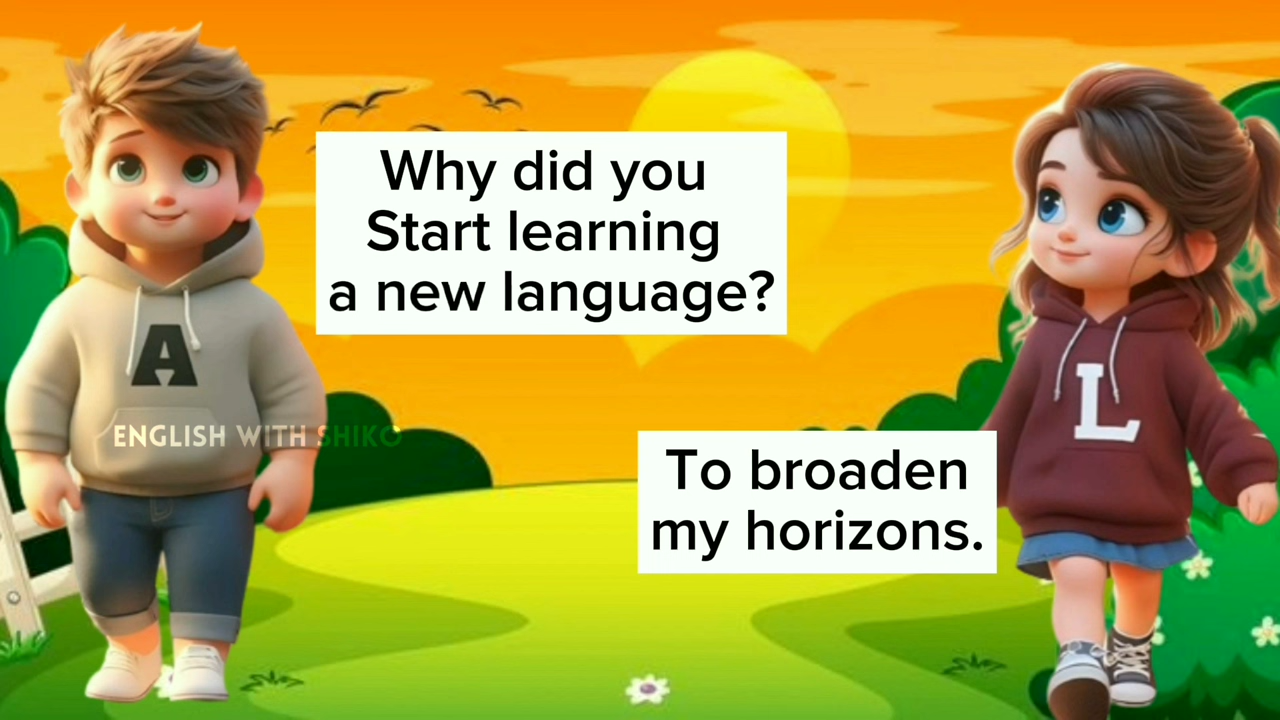 Why did you
Start learning
a new language?
A
L
ENGLISH WITH SHIKO
To broaden
my horizons.